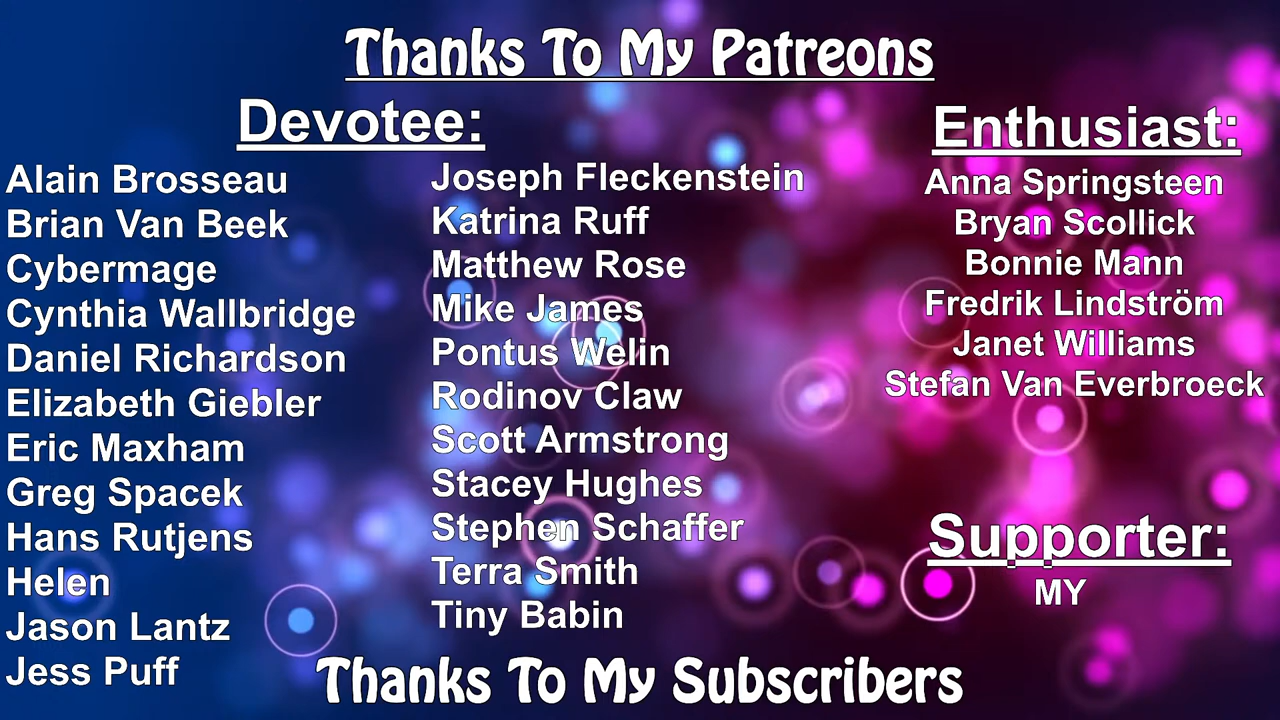 Thanks To My Patreons
Devotee:
Alain Brosseau
Brian Van Beek
Cybermage
Cynthia Wallbridge
Daniel Richardson
Elizabeth Giebler
Eric Maxham
Greg Spacek
Hans Rutjens
Helen
Jason Lantz
Jess Puff
Joseph Fleckenstein
Katrina Ruff
Matthew Rose
Mike James
Pontus Welin
Rodinov Claw
Scott Armstrong
Stacey Hughes
Stephen Schaffer
Terra Smith
Tiny Babin
Enthusiast:
Anna Springsteen
Bryan Scollick
Bonnie Mann
Fredrik Lindström
Janet Williams
Stefan Van Everbroeck
Supporter:
MY
Thanks To My Subscribers